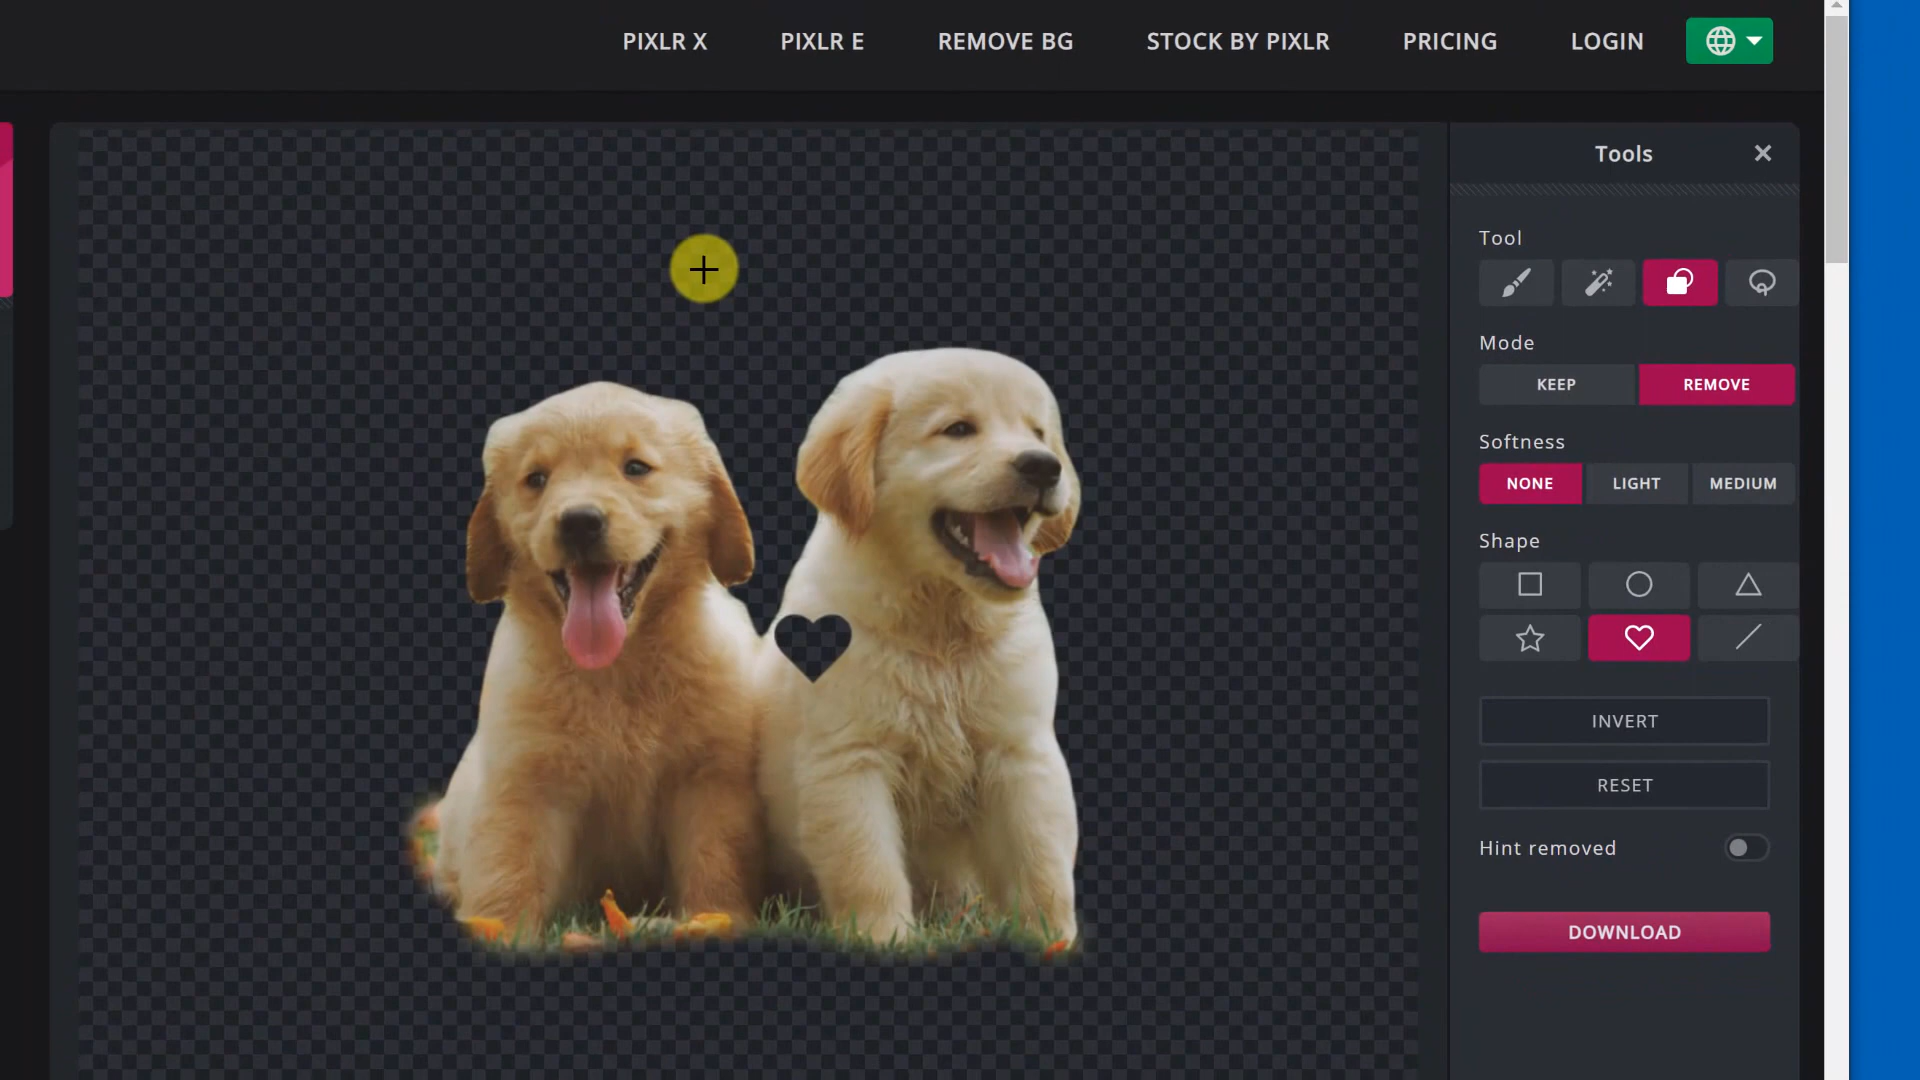 PIXLR X PIXLR E REMOVE BG STOCK BY PIXLR PRICING LOGIN
Tools
Tool
Mode
KEEP REMOVE
Softness
NONE LIGHT MEDIUM
Shape
INVERT
RESET
Hint removed
DOWNLOAD